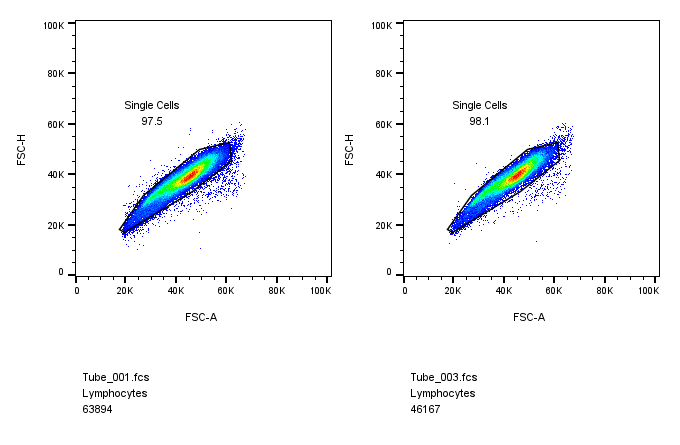 100K
80K
60K
40K
20K
0
FSC-H
Single Cells
97.5
0 20K 40K 60K 80K 100K
FSC-A
Tube_001.fcs
Lymphocytes
63894
100K
80K
60K
40K
20K
0
FSC-H
Single Cells
98.1
0 20K 40K 60K 80K 100K
FSC-A
Tube_003.fcs
Lymphocytes
46167